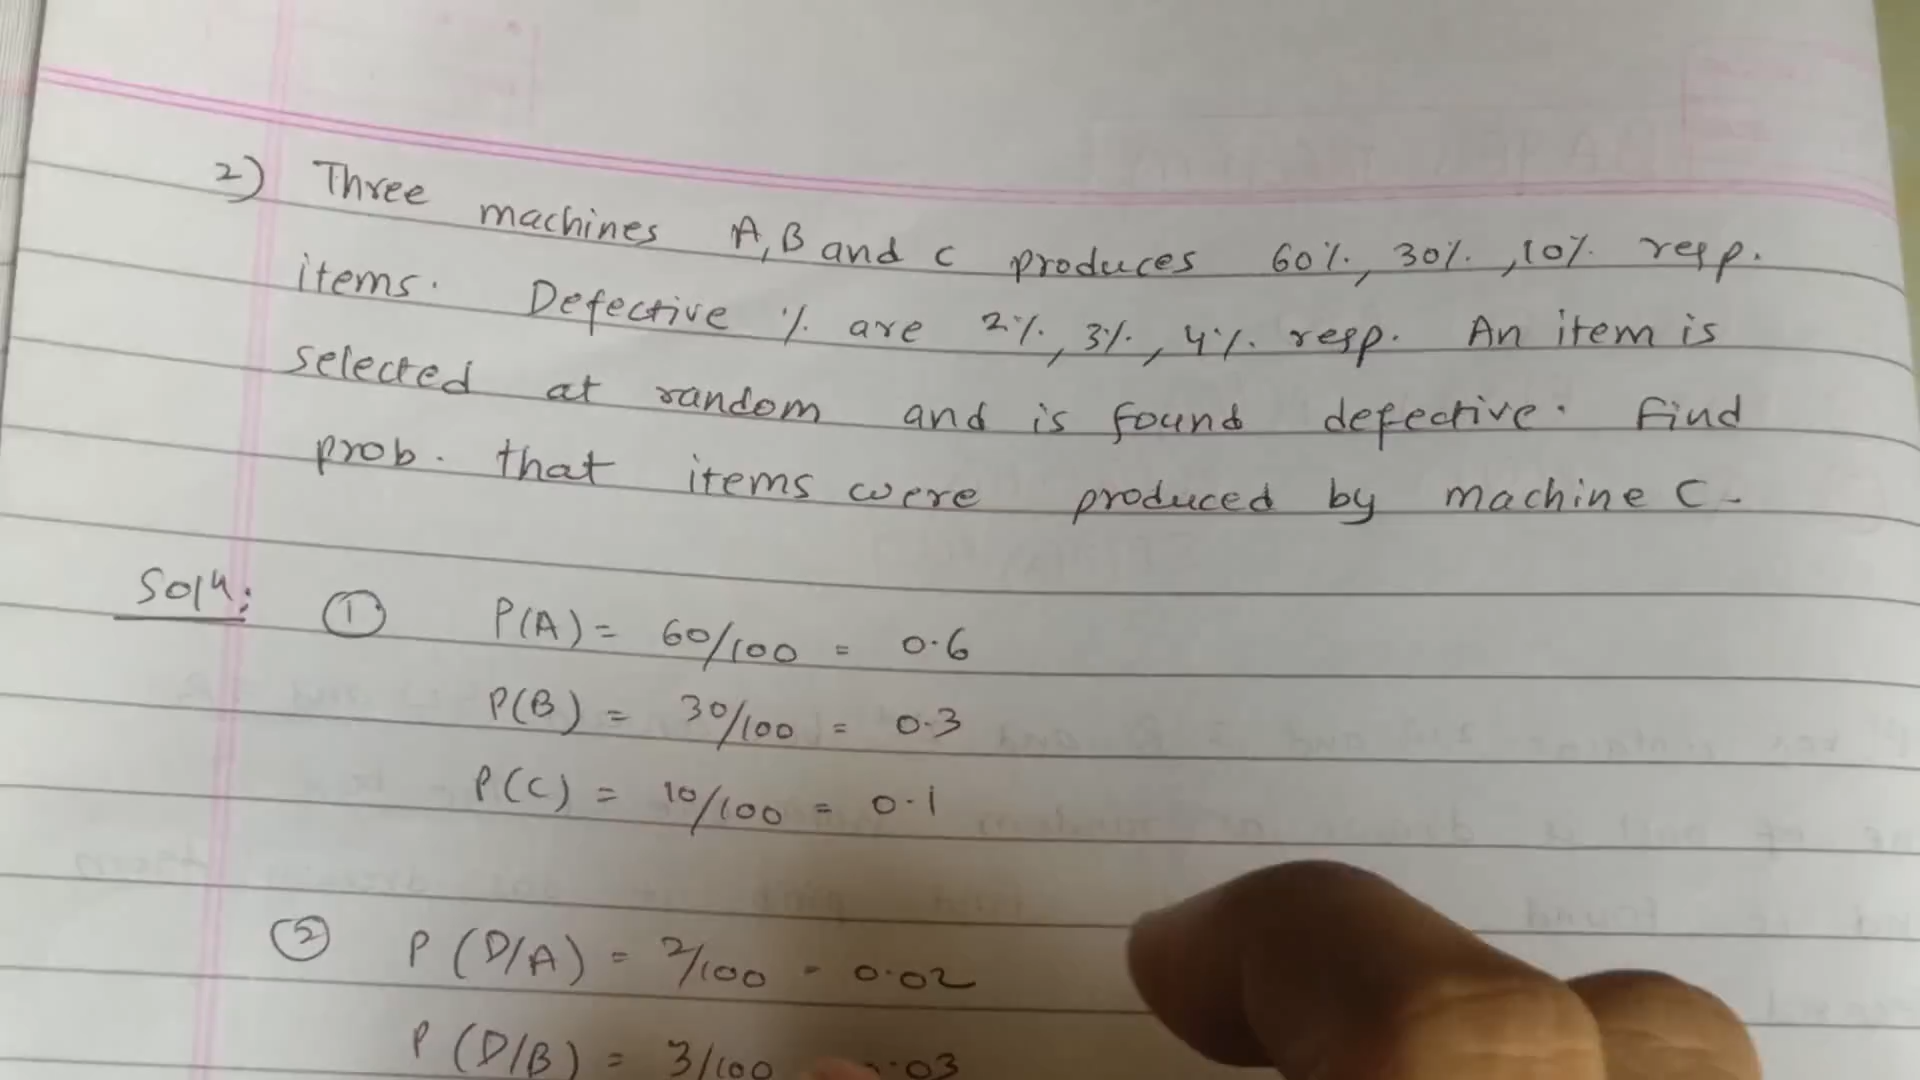 2) Three machines A, B and C produces 60%, 30%, 10% resp.
items. Defective % are 2%, 3%, 4% resp. An item is
selected at random and is found defective. Find
prob. that items were produced by machine C.
Soln: ① P(A) = 60/100 = 0.6
P(B) = 30/100 = 0.3
P(C) = 10/100 = 0.1
② P(D/A) = 2/100 = 0.02
P(D/B) = 3/100 .03